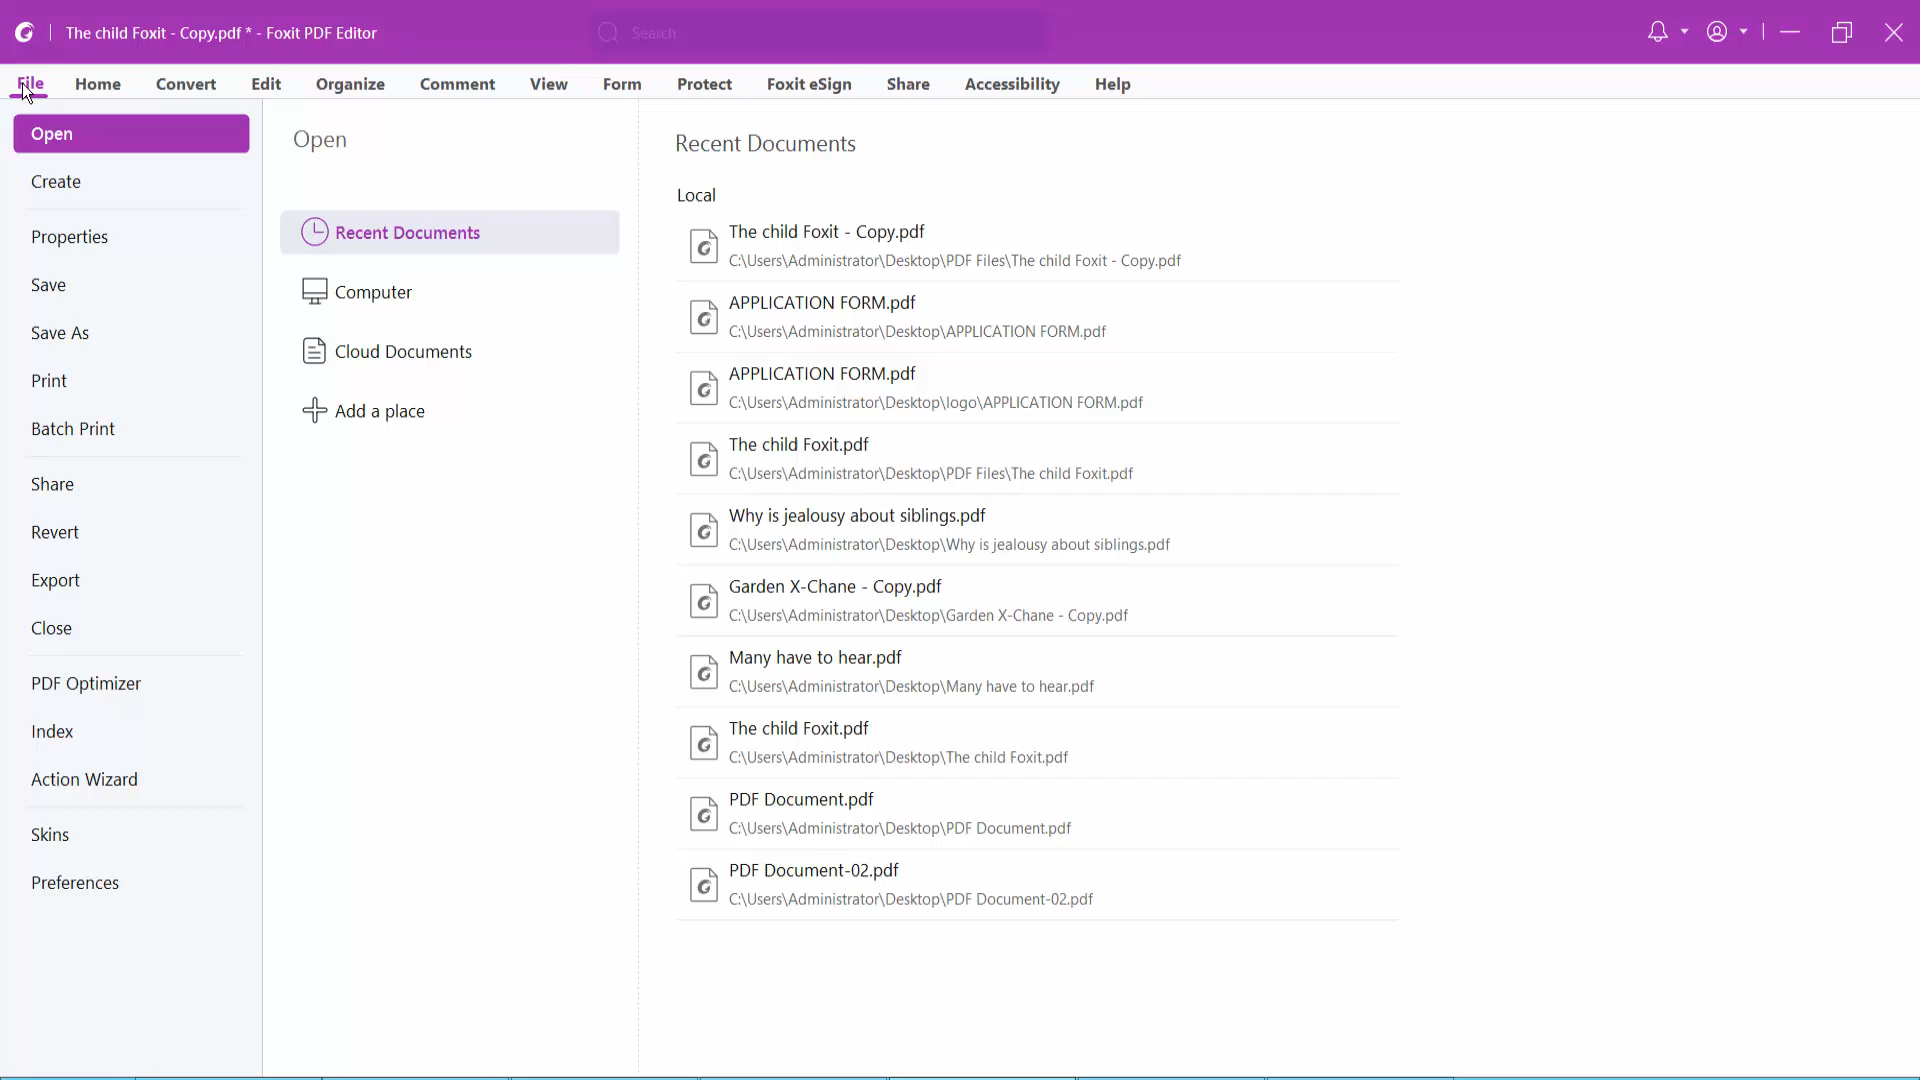 The child Foxit - Copy.pdf * - Foxit PDF Editor
Search
File Home Convert Edit Organize Comment View Form Protect Foxit eSign Share Accessibility Help
Open
Create
Properties
Save
Save As
Print
Batch Print
Share
Revert
Export
Close
PDF Optimizer
Index
Action Wizard
Skins
Preferences
Open
Recent Documents
Computer
Cloud Documents
Add a place
Recent Documents
Local
The child Foxit - Copy.pdf
C:\Users\Administrator\Desktop\PDF Files\The child Foxit - Copy.pdf
APPLICATION FORM.pdf
C:\Users\Administrator\Desktop\APPLICATION FORM.pdf
APPLICATION FORM.pdf
C:\Users\Administrator\Desktop\logo\APPLICATION FORM.pdf
The child Foxit.pdf
C:\Users\Administrator\Desktop\PDF Files\The child Foxit.pdf
Why is jealousy about siblings.pdf
C:\Users\Administrator\Desktop\Why is jealousy about siblings.pdf
Garden X-Chane - Copy.pdf
C:\Users\Administrator\Desktop\Garden X-Chane - Copy.pdf
Many have to hear.pdf
C:\Users\Administrator\Desktop\Many have to hear.pdf
The child Foxit.pdf
C:\Users\Administrator\Desktop\The child Foxit.pdf
PDF Document.pdf
C:\Users\Administrator\Desktop\PDF Document.pdf
PDF Document-02.pdf
C:\Users\Administrator\Desktop\PDF Document-02.pdf